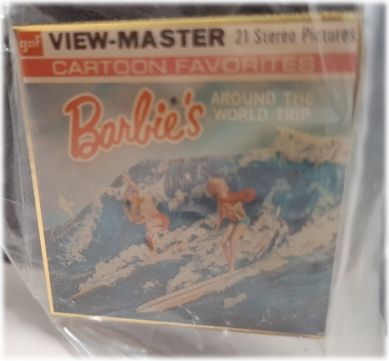 gaf VIEW-MASTER 21 Stereo Pictures
CARTOON FAVORITES
Barbie's AROUND THE
WORLD TRIP